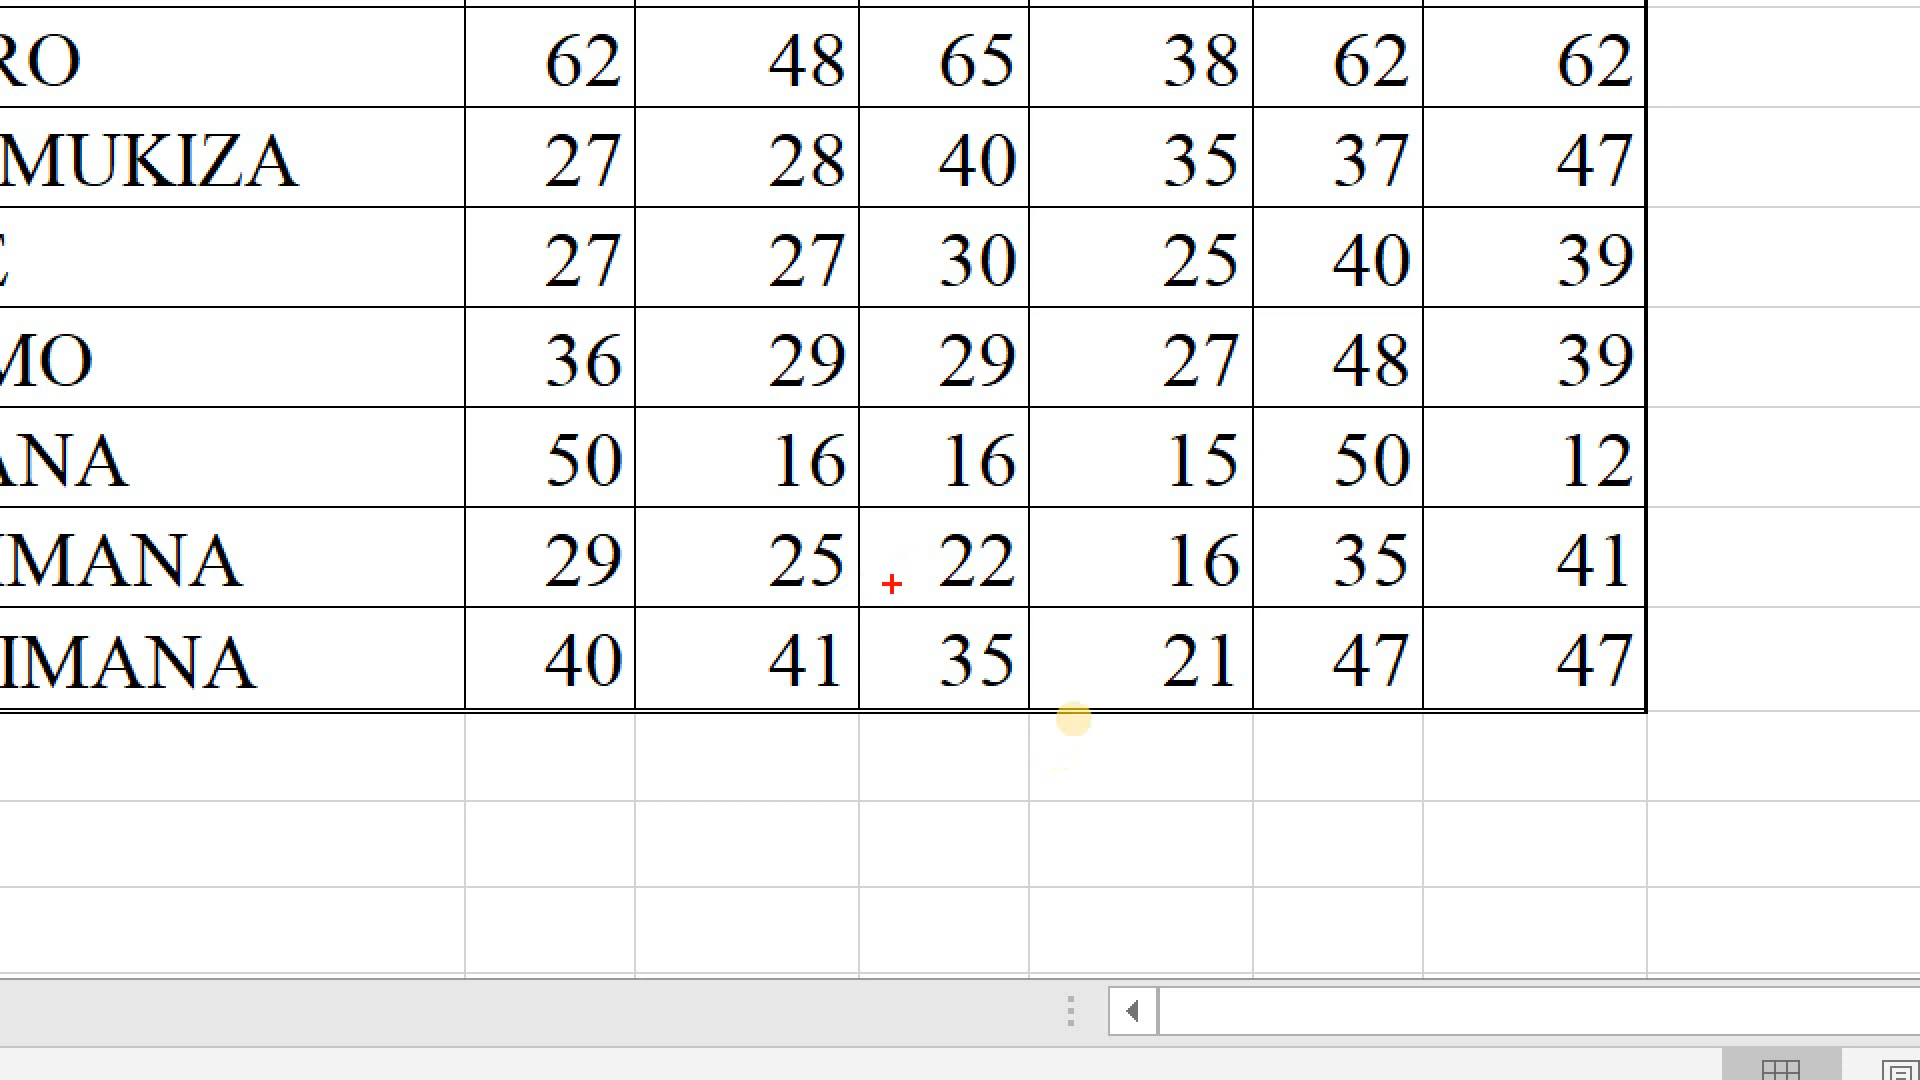 RO 62 48 65 38 62 62
MUKIZA 27 28 40 35 37 47
E 27 27 30 25 40 39
MO 36 29 29 27 48 39
ANA 50 16 16 15 50 12
IMANA 29 25 22 16 35 41
IMANA 40 41 35 21 47 47